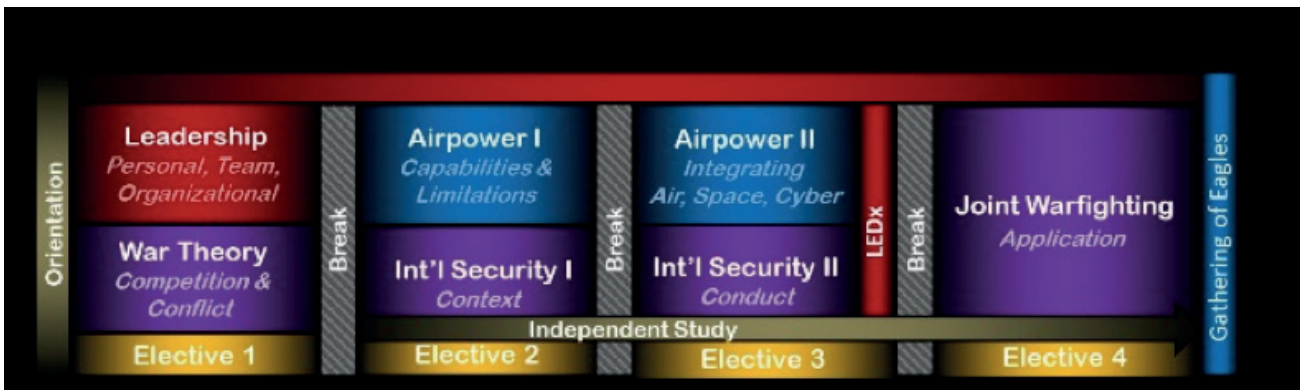 Orientation
Leadership
Personal, Team,
Organizational
War Theory
Competition &
Conflict
Elective 1
Break
Airpower I
Capabilities &
Limitations
Int'l Security I
Context
Elective 2
Break
Airpower II
Integrating
Air, Space, Cyber
Int'l Security II
Conduct
Elective 3
LEDx
Break
Joint Warfighting
Application
Independent Study
Elective 4
Gathering of Eagles